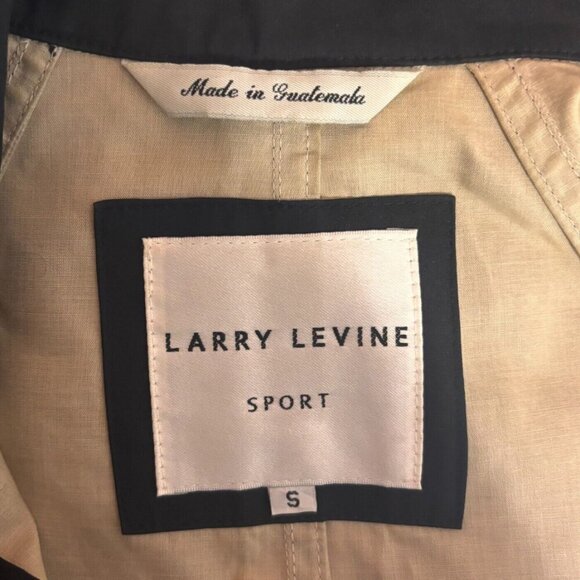 Made in Guatemala
LARRY LEVINE
SPORT
S